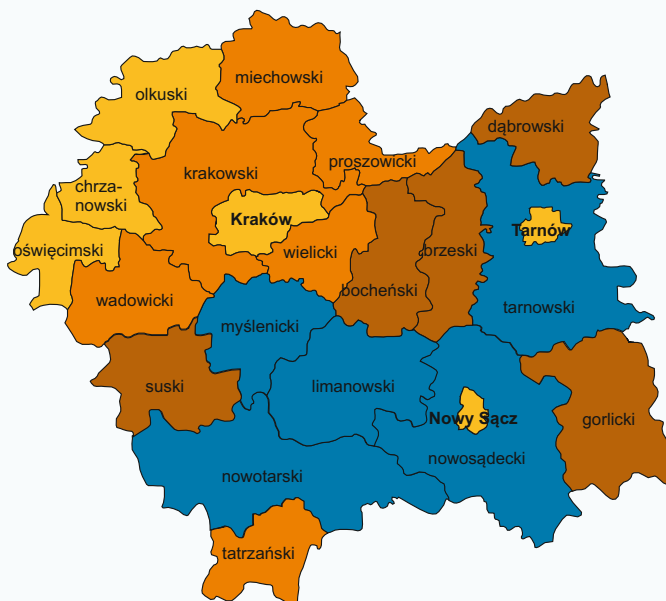 miechowski
olkuski
dąbrowski
proszowicki
krakowski
chrza-
nowski
Kraków
Tarnów
oświęcimski
wielicki
brzeski
bocheński
wadowicki
tarnowski
myślenicki
suski
limanowski
Nowy Sącz
gorlicki
nowosądecki
nowotarski
tatrzański